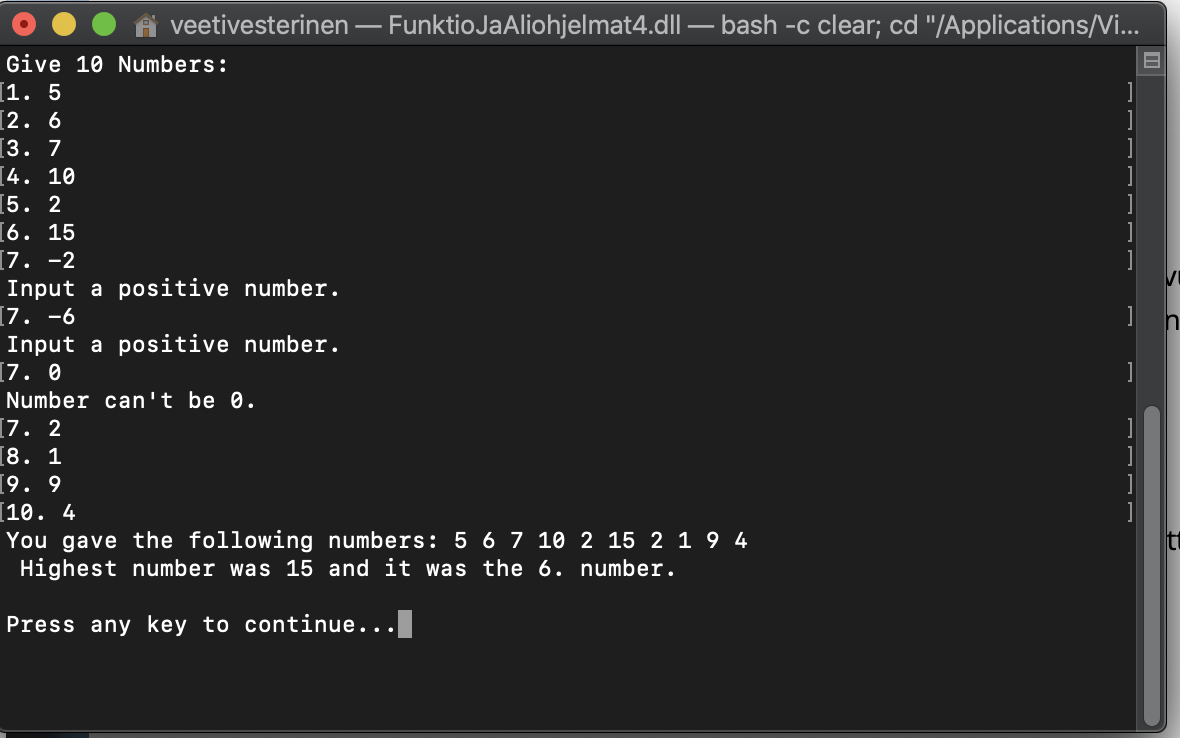 veetivesterinen — FunktioJaAliohjelmat4.dll — bash -c clear; cd "/Applications/Vi...
Give 10 Numbers:
[1. 5 ]
[2. 6 ]
[3. 7 ]
[4. 10 ]
[5. 2 ]
[6. 15 ]
[7. -2 ]
Input a positive number.
[7. -6 ]
Input a positive number.
[7. 0 ]
Number can't be 0.
[7. 2 ]
[8. 1 ]
[9. 9 ]
[10. 4 ]
You gave the following numbers: 5 6 7 10 2 15 2 1 9 4
Highest number was 15 and it was the 6. number.
Press any key to continue...